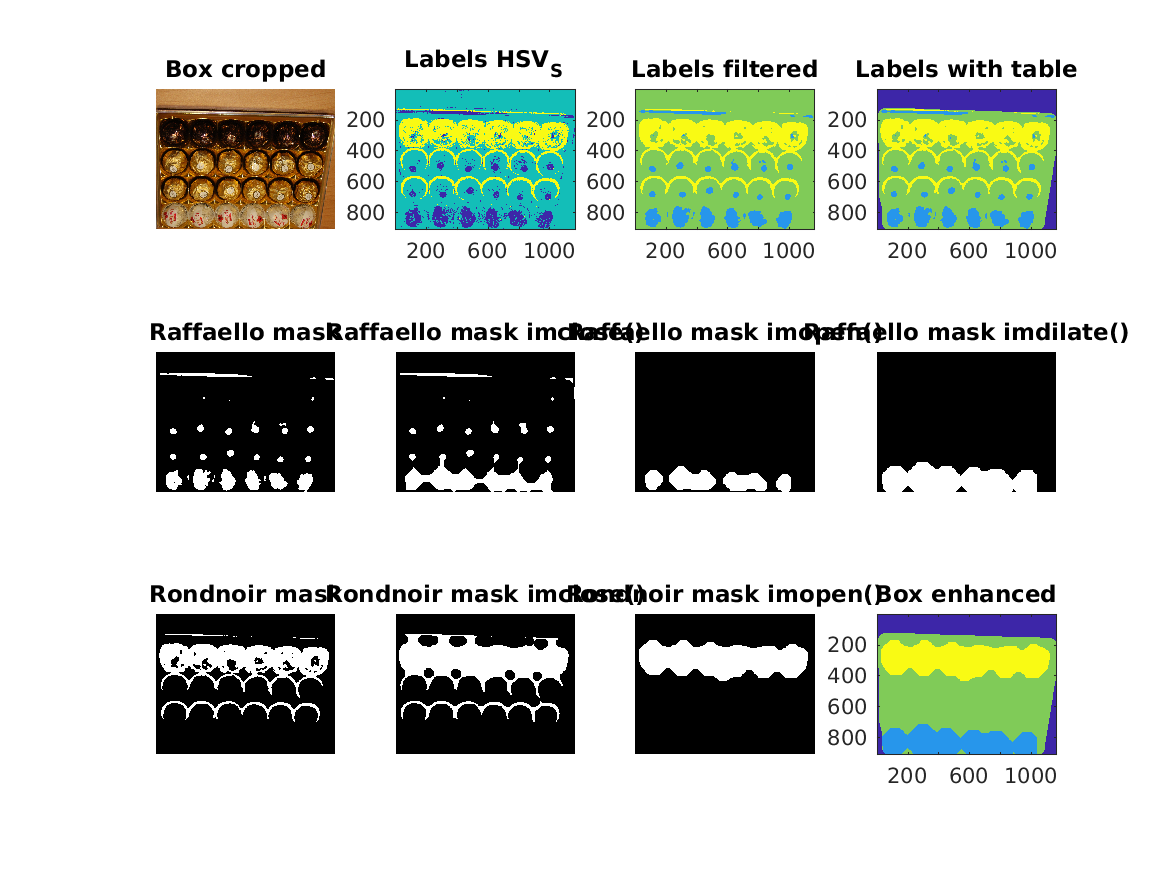 Box cropped
Labels HSV_S
Labels filtered
Labels with table
200
400
600
800
200 600 1000
200
400
600
800
200 600 1000
200
400
600
800
200 600 1000
Raffaello mask
Raffaello mask imclose()
Raffaello mask imopen()
Raffaello mask imdilate()
Rondnoir mask
Rondnoir mask imclose()
Rondnoir mask imopen()
Box enhanced
200
400
600
800
200 600 1000